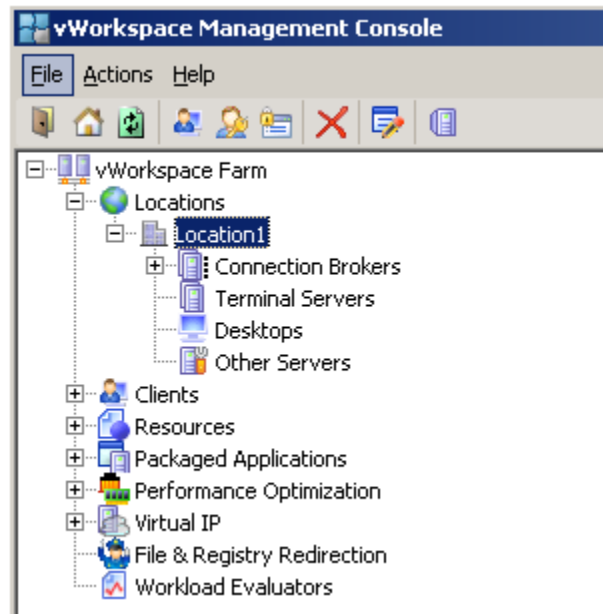 vWorkspace Management Console
File Actions Help
vWorkspace Farm
Locations
Location1
Connection Brokers
Terminal Servers
Desktops
Other Servers
Clients
Resources
Packaged Applications
Performance Optimization
Virtual IP
File & Registry Redirection
Workload Evaluators